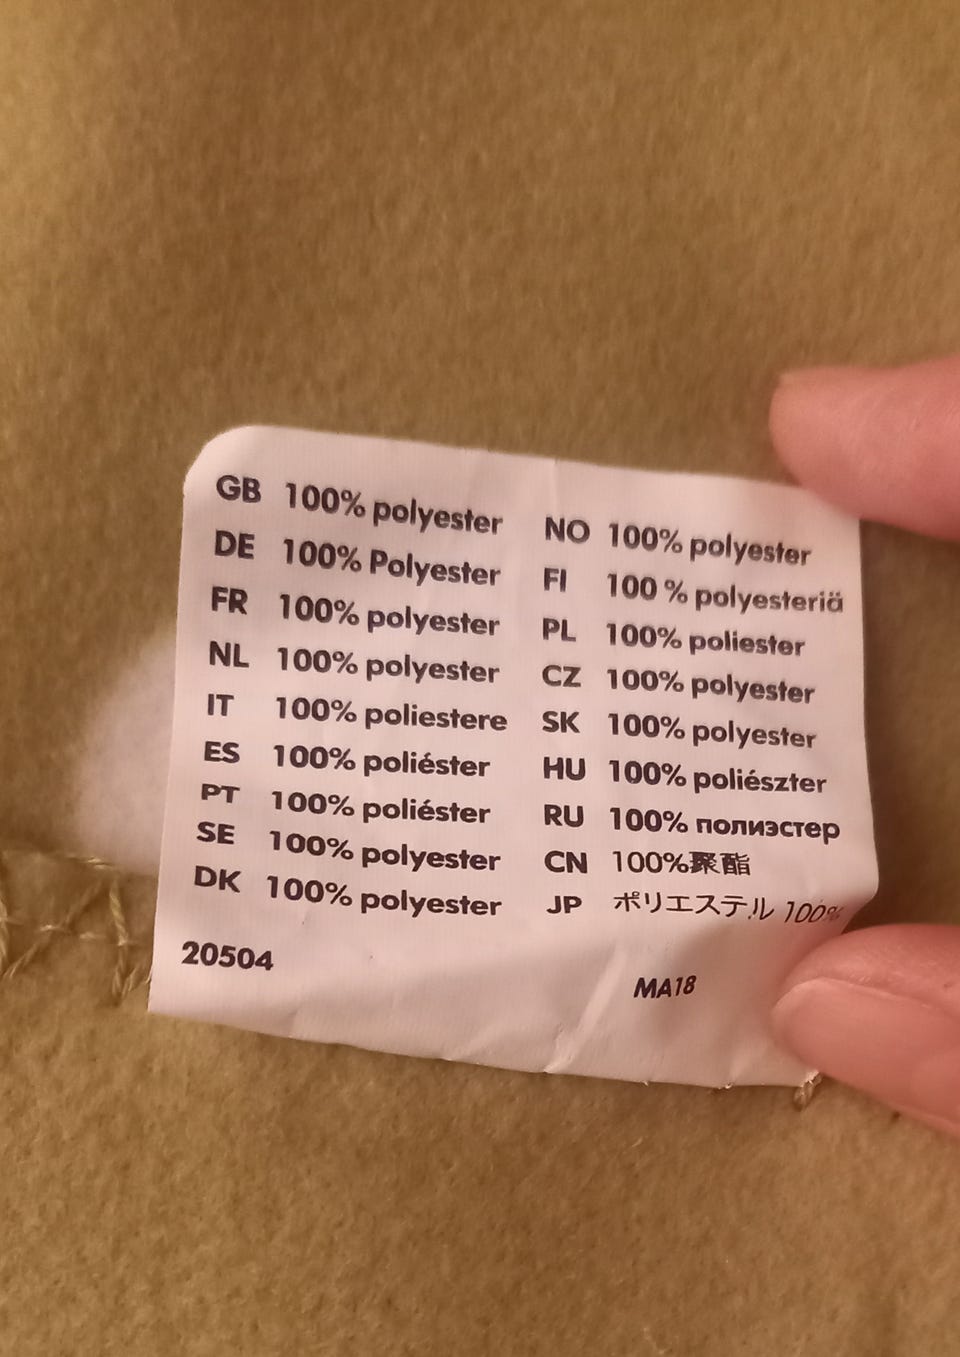 GB 100% polyester
DE 100% Polyester
FR 100% polyester
NL 100% polyester
IT 100% poliestere
ES 100% poliéster
PT 100% poliéster
SE 100% polyester
DK 100% polyester
20504
NO 100% polyester
FI 100 % polyesteriä
PL 100% poliester
CZ 100% polyester
SK 100% polyester
HU 100% poliészter
RU 100% полиэстер
CN 100%聚酯
JP ポリエステル 100%
MA18